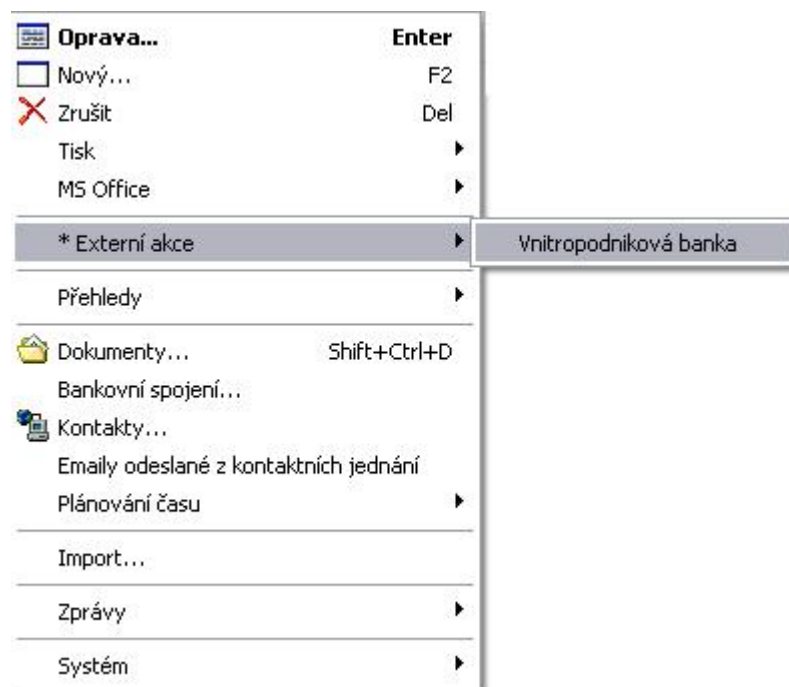 Oprava... Enter
Nový... F2
Zrušit Del
Tisk
MS Office
* Externí akce Vnitropodniková banka
Přehledy
Dokumenty... Shift+Ctrl+D
Bankovní spojení...
Kontakty...
Emaily odeslané z kontaktních jednání
Plánování času
Import...
Zprávy
Systém